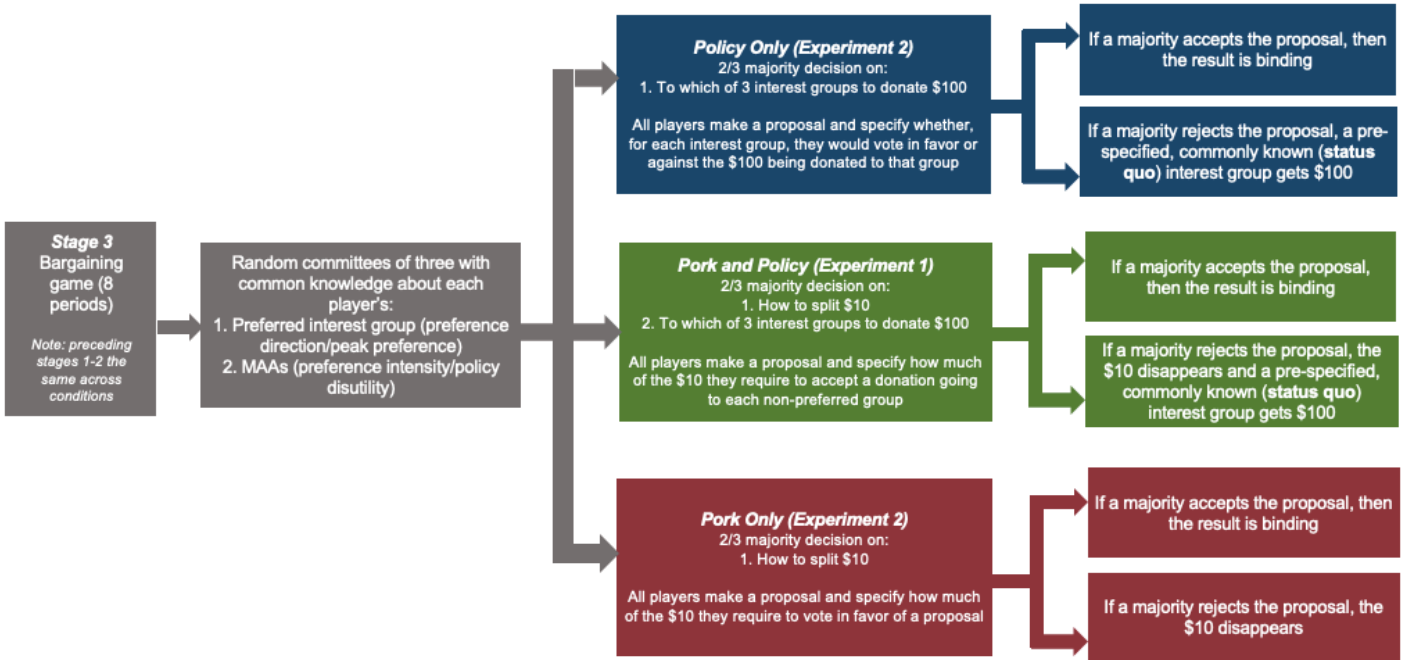 Stage 3
Bargaining
game (8
periods)
Note: preceding
stages 1-2 the
same across
conditions
Random committees of three with
common knowledge about each
player's:
1. Preferred interest group (preference
direction/peak preference)
2. MAAs (preference intensity/policy
disutility)
Policy Only (Experiment 2)
2/3 majority decision on:
1. To which of 3 interest groups to donate $100
All players make a proposal and specify whether,
for each interest group, they would vote in favor or
against the $100 being donated to that group
If a majority accepts the proposal, then
the result is binding
If a majority rejects the proposal, a pre-
specified, commonly known (status
quo) interest group gets $100
Pork and Policy (Experiment 1)
2/3 majority decision on:
1. How to split $10
2. To which of 3 interest groups to donate $100
All players make a proposal and specify how much
of the $10 they require to accept a donation going
to each non-preferred group
If a majority accepts the proposal,
then the result is binding
If a majority rejects the proposal, the
$10 disappears and a pre-specified,
commonly known (status quo)
interest group gets $100
Pork Only (Experiment 2)
2/3 majority decision on:
1. How to split $10
All players make a proposal and specify how much
of the $10 they require to vote in favor of a proposal
If a majority accepts the proposal, then
the result is binding
If a majority rejects the proposal, the
$10 disappears